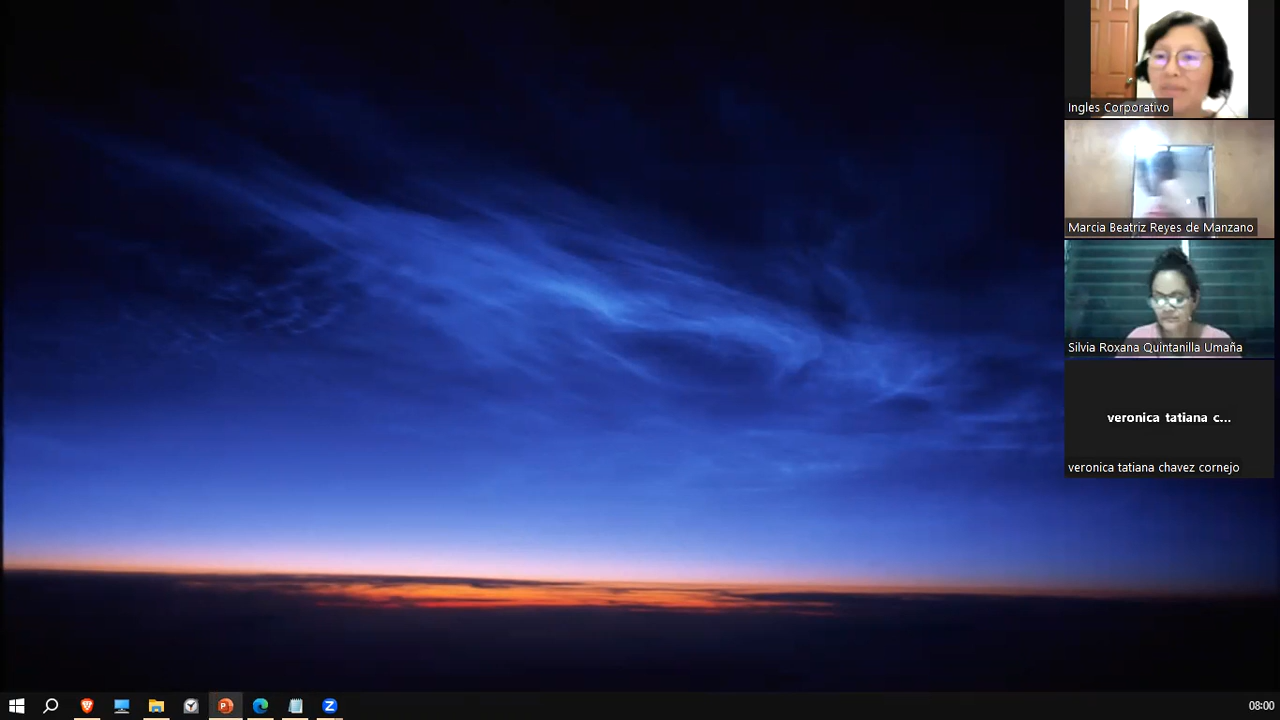 Ingles Corporativo
Marcia Beatriz Reyes de Manzano
Silvia Roxana Quintanilla Umaña
veronica tatiana c...
veronica tatiana chavez cornejo
08:00